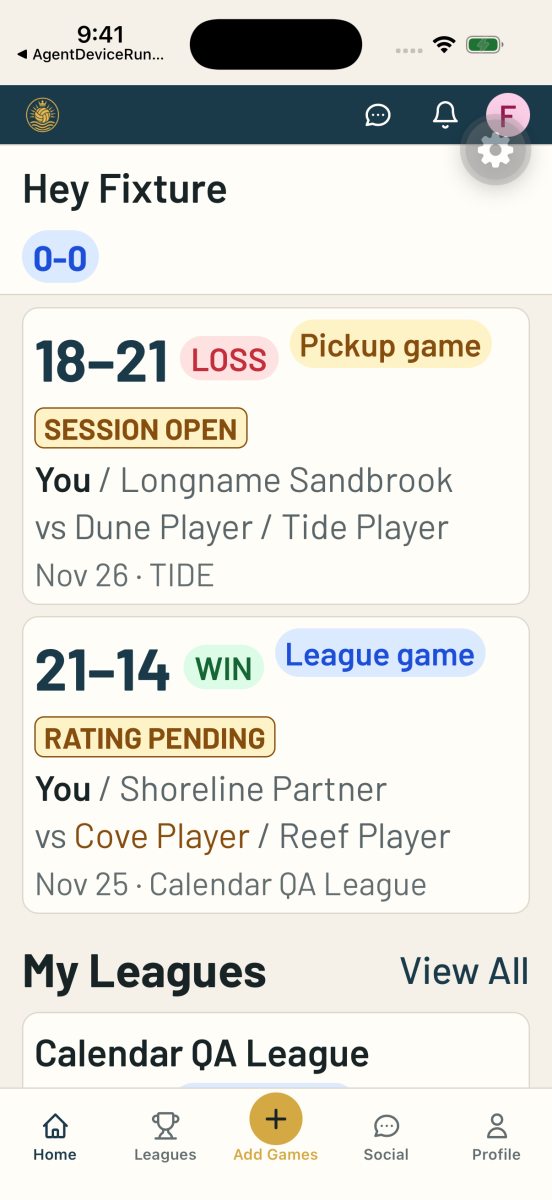 9:41
◀ AgentDeviceRun...
F
Hey Fixture
0-0
18–21 LOSS Pickup game
SESSION OPEN
You / Longname Sandbrook
vs Dune Player / Tide Player
Nov 26 · TIDE
21–14 WIN League game
RATING PENDING
You / Shoreline Partner
vs Cove Player / Reef Player
Nov 25 · Calendar QA League
My Leagues View All
Calendar QA League
Home Leagues Add Games Social Profile